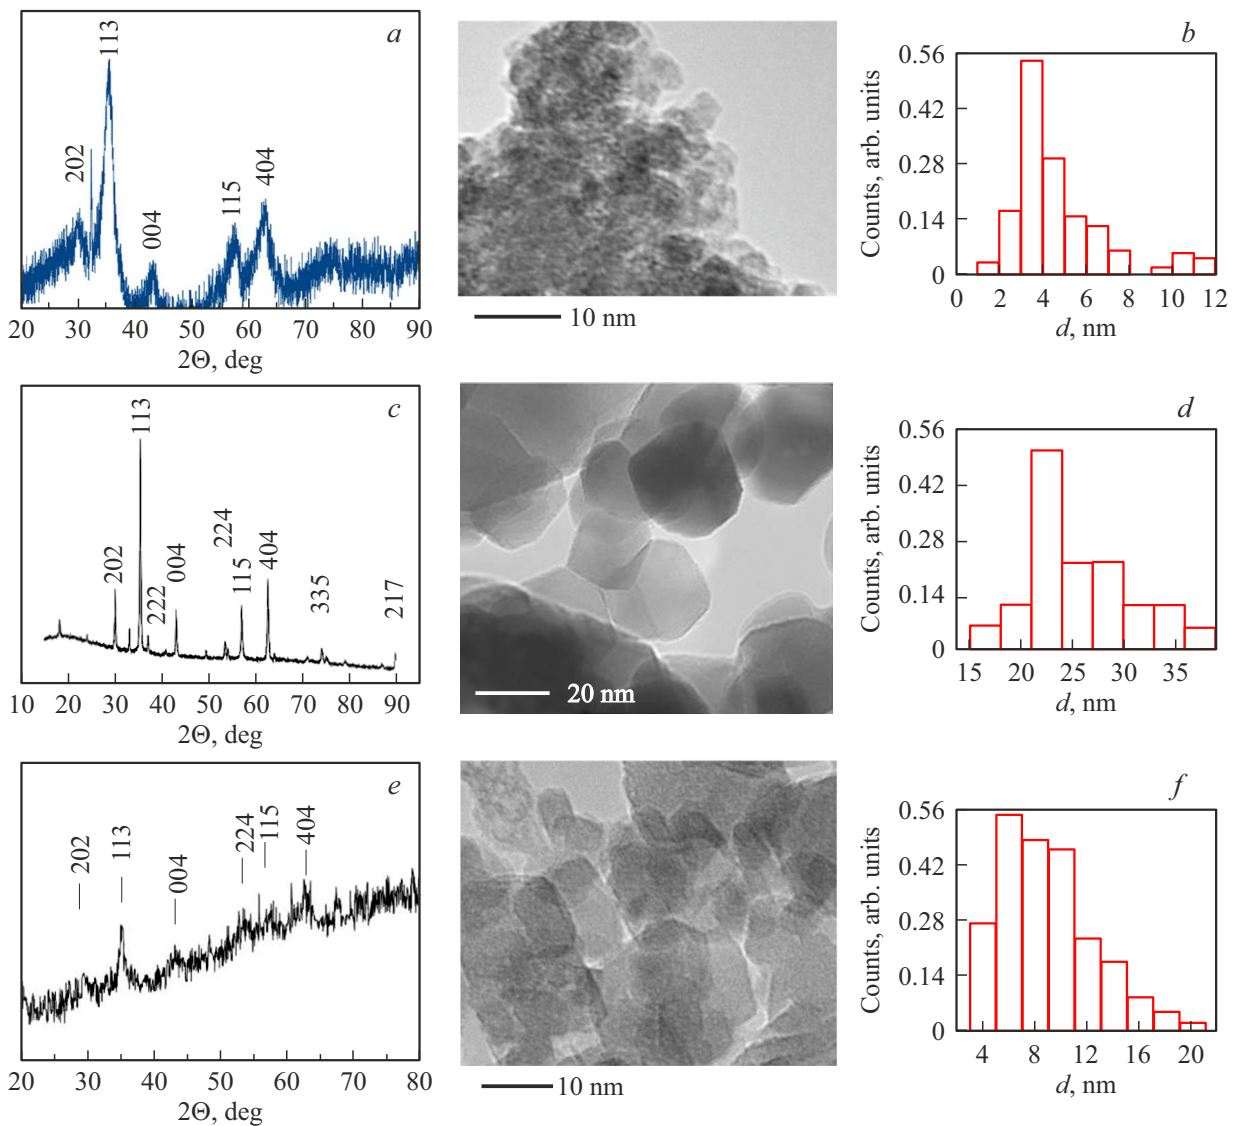 a
113
202
004
115
404
20 30 40 50 60 70 80 90
2Θ, deg
10 nm
b
Counts, arb. units
0.56
0.42
0.28
0.14
0
0 2 4 6 8 10 12
d, nm
c
113
202
222
004
224
115
404
335
217
10 20 30 40 50 60 70 80 90
2Θ, deg
20 nm
d
Counts, arb. units
0.56
0.42
0.28
0.14
0
15 20 25 30 35
d, nm
e
202
113
004
224
115
404
20 30 40 50 60 70 80
2Θ, deg
10 nm
f
Counts, arb. units
0.56
0.42
0.28
0.14
0
4 8 12 16 20
d, nm